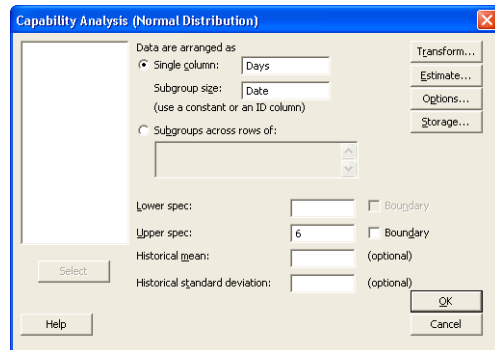 Capability Analysis (Normal Distribution)
Data are arranged as
Single column: Days
Subgroup size: Date
(use a constant or an ID column)
Subgroups across rows of:
Transform...
Estimate...
Options...
Storage...
Lower spec: Boundary
Upper spec: 6 Boundary
Historical mean: (optional)
Historical standard deviation: (optional)
Select
Help
OK
Cancel